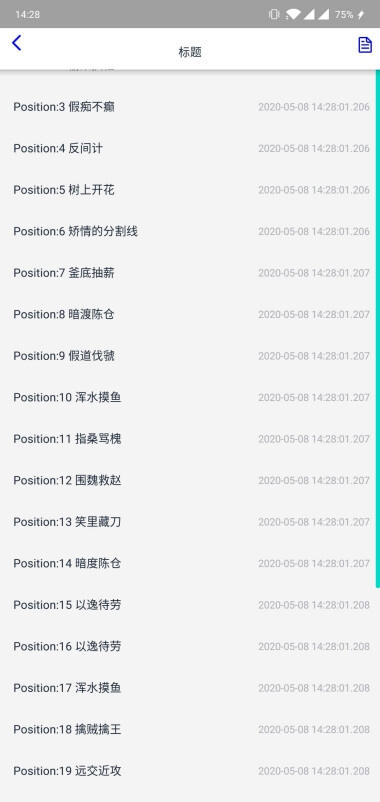 14:28
75%
标题
Position:3 假痴不癫 2020-05-08 14:28:01.206
Position:4 反间计 2020-05-08 14:28:01.206
Position:5 树上开花 2020-05-08 14:28:01.206
Position:6 矫情的分割线 2020-05-08 14:28:01.206
Position:7 釜底抽薪 2020-05-08 14:28:01.207
Position:8 暗渡陈仓 2020-05-08 14:28:01.207
Position:9 假道伐虢 2020-05-08 14:28:01.207
Position:10 浑水摸鱼 2020-05-08 14:28:01.207
Position:11 指桑骂槐 2020-05-08 14:28:01.207
Position:12 围魏救赵 2020-05-08 14:28:01.207
Position:13 笑里藏刀 2020-05-08 14:28:01.207
Position:14 暗度陈仓 2020-05-08 14:28:01.207
Position:15 以逸待劳 2020-05-08 14:28:01.208
Position:16 以逸待劳 2020-05-08 14:28:01.208
Position:17 浑水摸鱼 2020-05-08 14:28:01.208
Position:18 擒贼擒王 2020-05-08 14:28:01.208
Position:19 远交近攻 2020-05-08 14:28:01.208